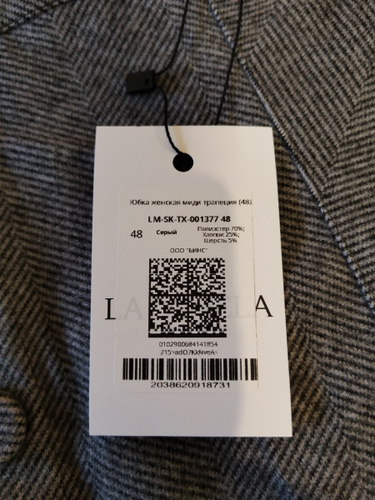 Юбка женская миди трапеция (48)
LM-SK-TX-001377 48
48 Серый Полиэстер 70%;
Хлопок 25%;
Шерсть 5%
ООО "БИНС"
L A
0102900684141854
2038620918731